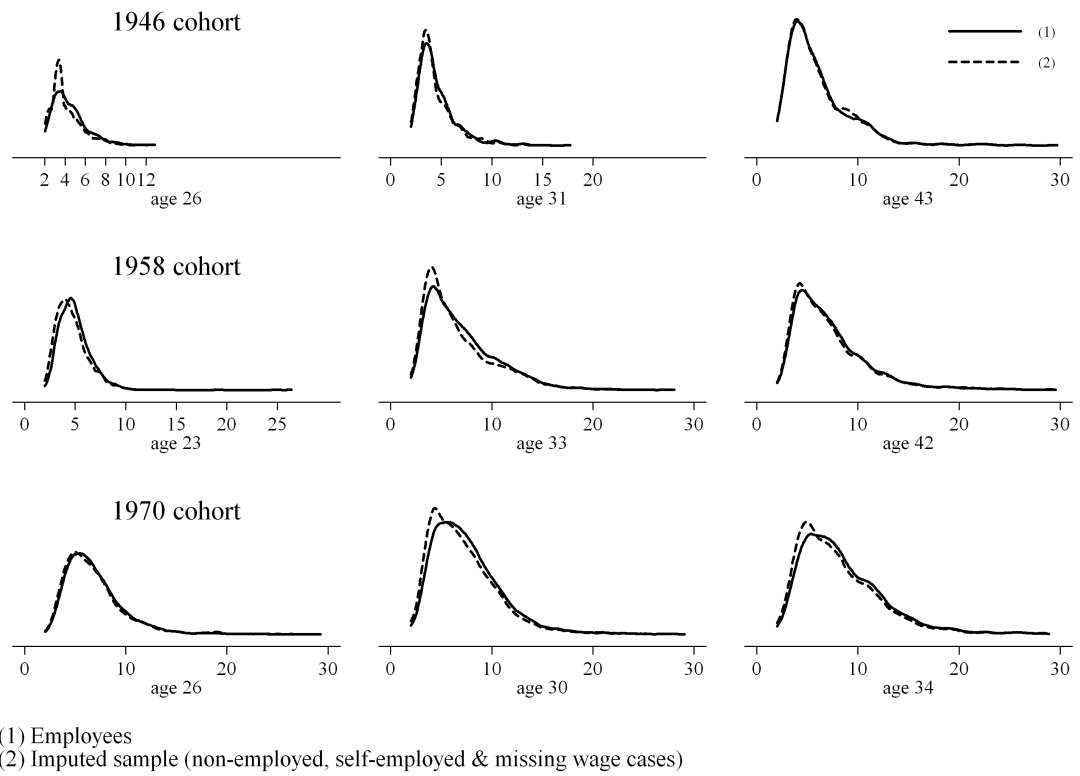 1946 cohort
(1)
(2)
2 4 6 8 10 12
age 26
0 5 10 15 20
age 31
0 10 20 30
age 43
1958 cohort
0 5 10 15 20 25
age 23
0 10 20 30
age 33
0 10 20 30
age 42
1970 cohort
0 10 20 30
age 26
0 10 20 30
age 30
0 10 20 30
age 34
(1) Employees
(2) Imputed sample (non-employed, self-employed & missing wage cases)